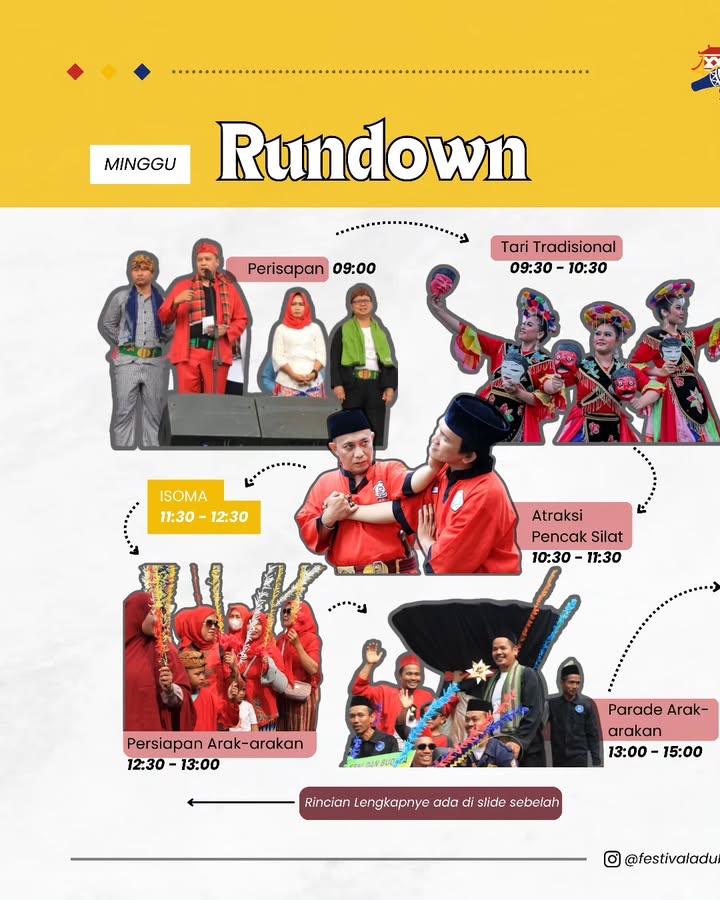 MINGGU
Rundown
Perisapan 09:00
Tari Tradisional
09:30 - 10:30
Atraksi
Pencak Silat
10:30 - 11:30
ISOMA
11:30 - 12:30
Persiapan Arak-arakan
12:30 - 13:00
Parade Arak-
arakan
13:00 - 15:00
Rincian Lengkapnye ada di slide sebelah